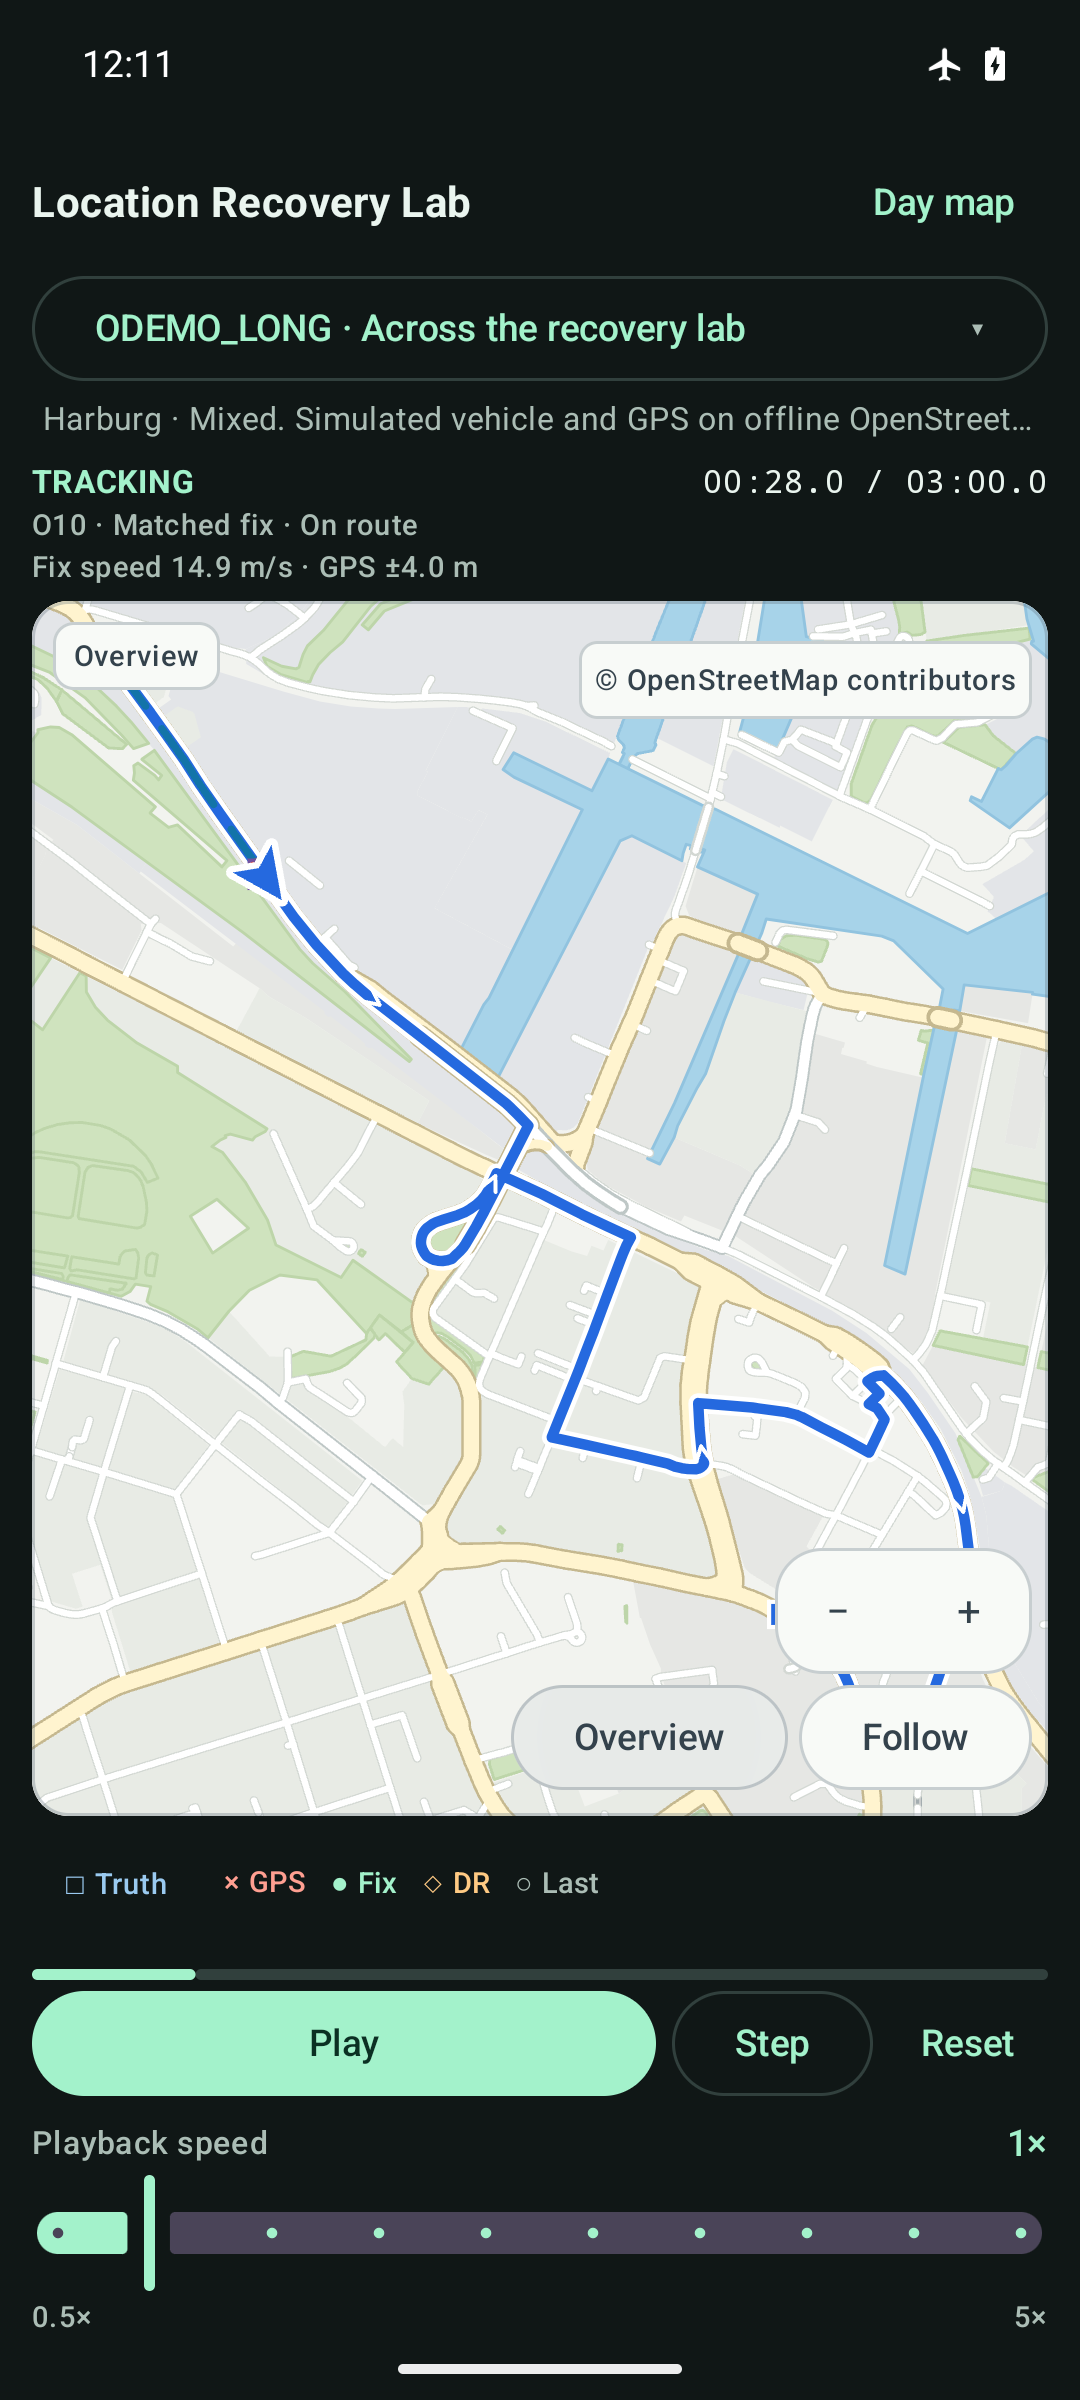 12:11
Location Recovery Lab
Day map
ODEMO_LONG · Across the recovery lab ▾
Harburg · Mixed. Simulated vehicle and GPS on offline OpenStreet…
TRACKING
00:28.0 / 03:00.0
O10 · Matched fix · On route
Fix speed 14.9 m/s · GPS ±4.0 m
Overview
© OpenStreetMap contributors
− +
Overview
Follow
□ Truth × GPS ● Fix ◇ DR ○ Last
Play
Step
Reset
Playback speed
1×
0.5×
5×